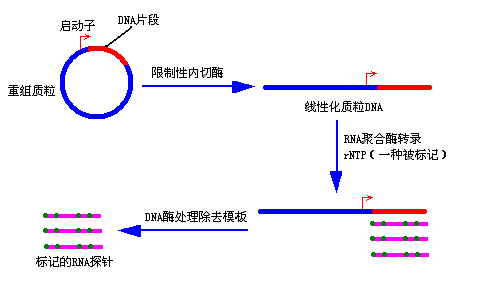 启动子
DNA片段
重组质粒
限制性内切酶
线性化质粒DNA
RNA聚合酶转录
rNTP（一种被标记）
DNA酶处理除去模板
标记的RNA探针